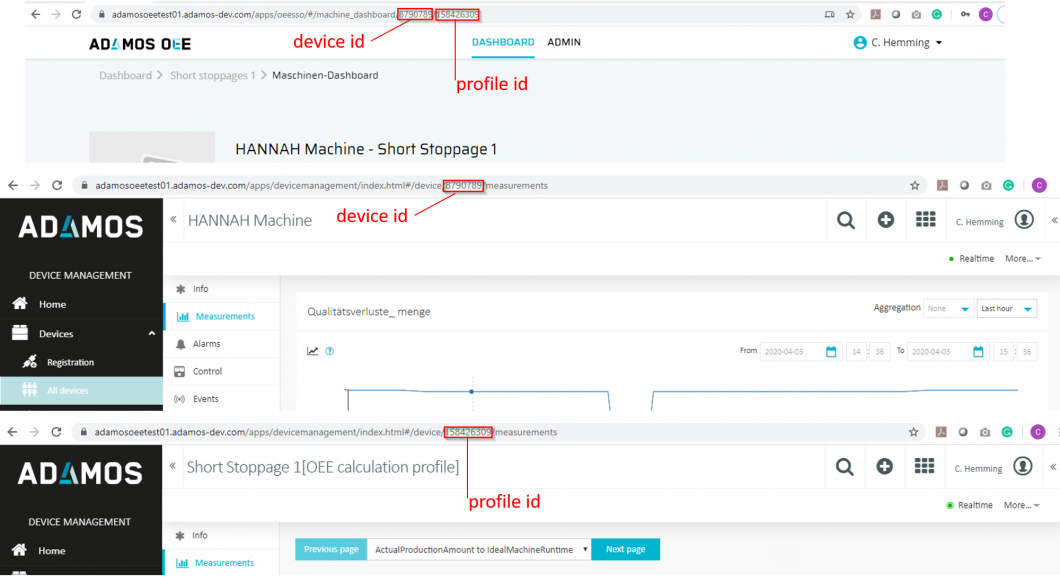 adamosoeetest01.adamos-dev.com/apps/oeesso/#/machine_dashboard/8790789/158426309
device id
profile id
ADAMOS OEE
DASHBOARD ADMIN
C. Hemming
Dashboard > Short stoppages 1 > Maschinen-Dashboard
HANNAH Machine - Short Stoppage 1
adamosoeetest01.adamos-dev.com/apps/devicemanagement/index.html#/device/8790789/measurements
device id
ADAMOS
« HANNAH Machine
C. Hemming
«
Realtime More...
DEVICE MANAGEMENT
Home
Devices
Registration
All devices
Info
Measurements
Alarms
Control
Events
Qualitätsverluste_ menge
Aggregation None Last hour
From 2020-04-03 14 : 36 To 2020-04-03 15 : 36
adamosoeetest01.adamos-dev.com/apps/devicemanagement/index.html#/device/158426309/measurements
ADAMOS
« Short Stoppage 1[OEE calculation profile]
C. Hemming
«
profile id
Realtime More...
DEVICE MANAGEMENT
Home
Info
Measurements
Previous page ActualProductionAmount to IdealMachineRuntime Next page